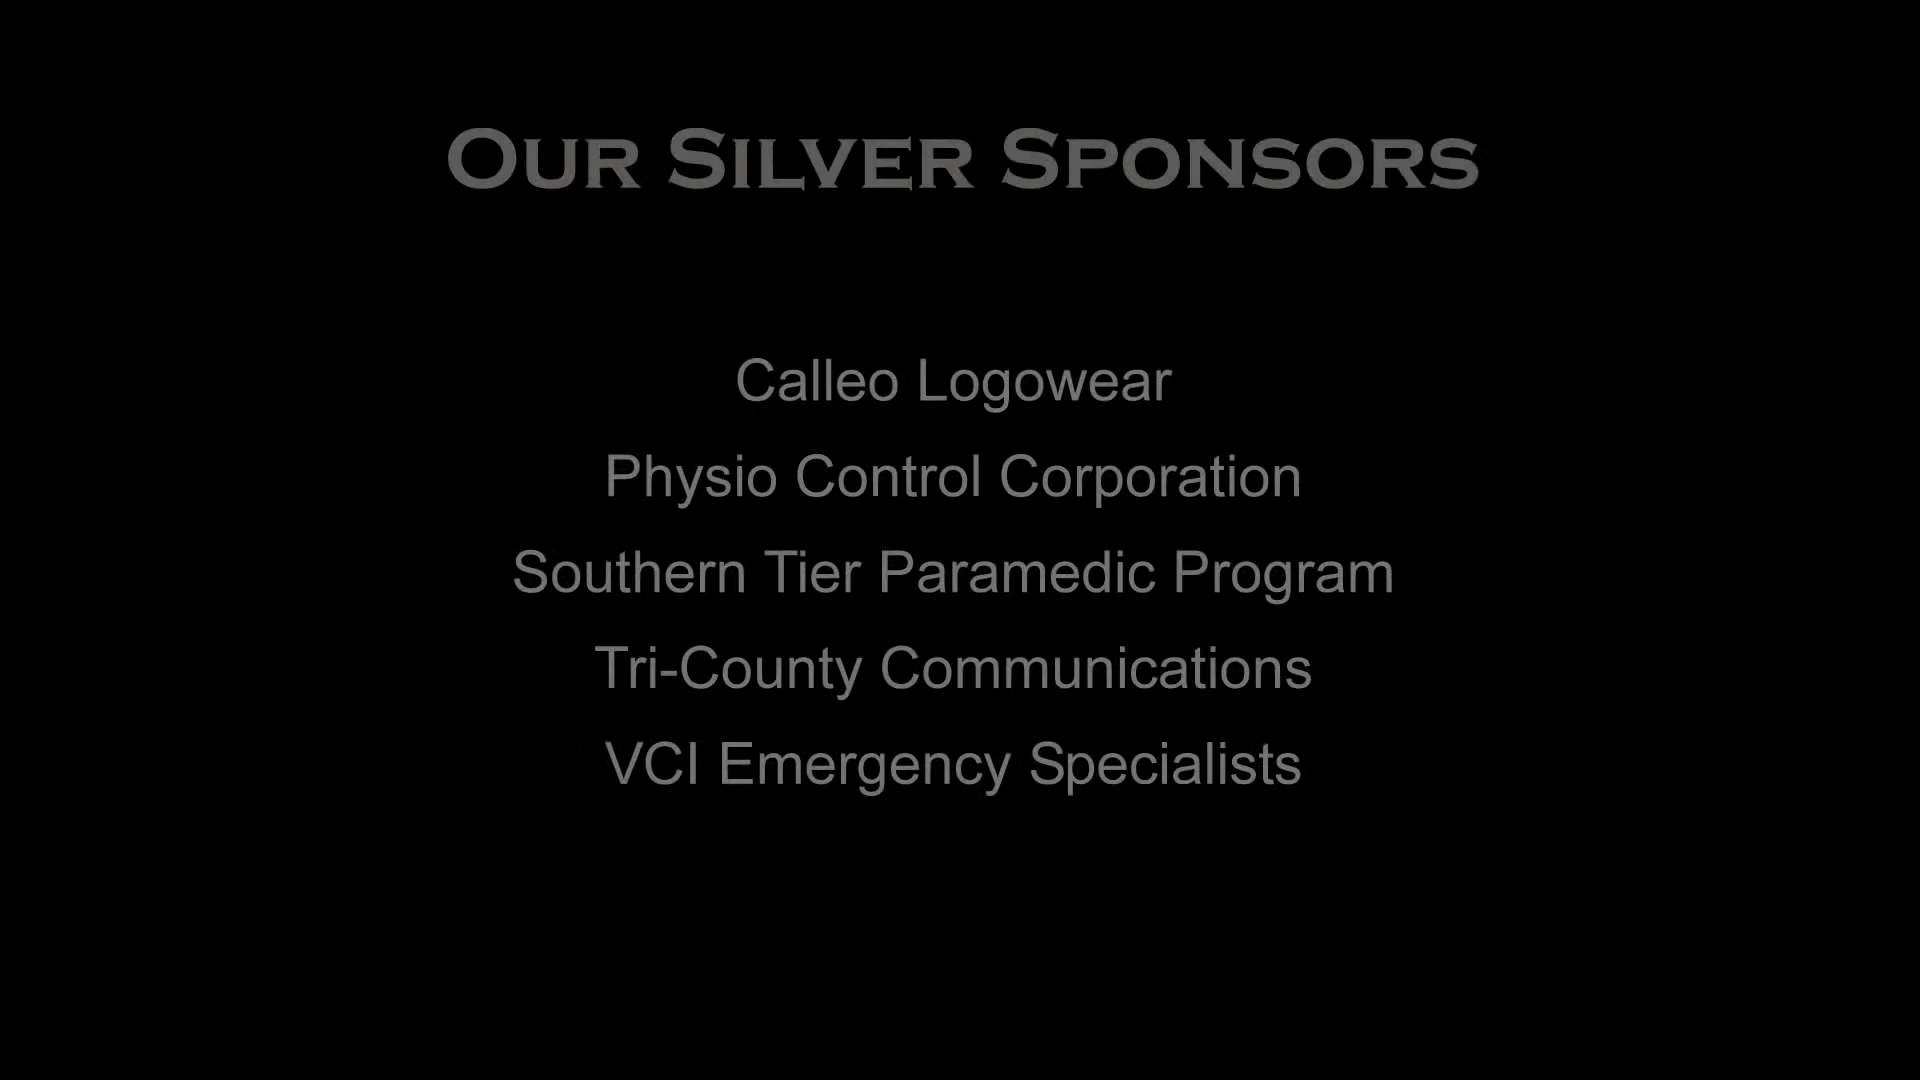 Our Silver Sponsors
Calleo Logowear
Physio Control Corporation
Southern Tier Paramedic Program
Tri-County Communications
VCI Emergency Specialists